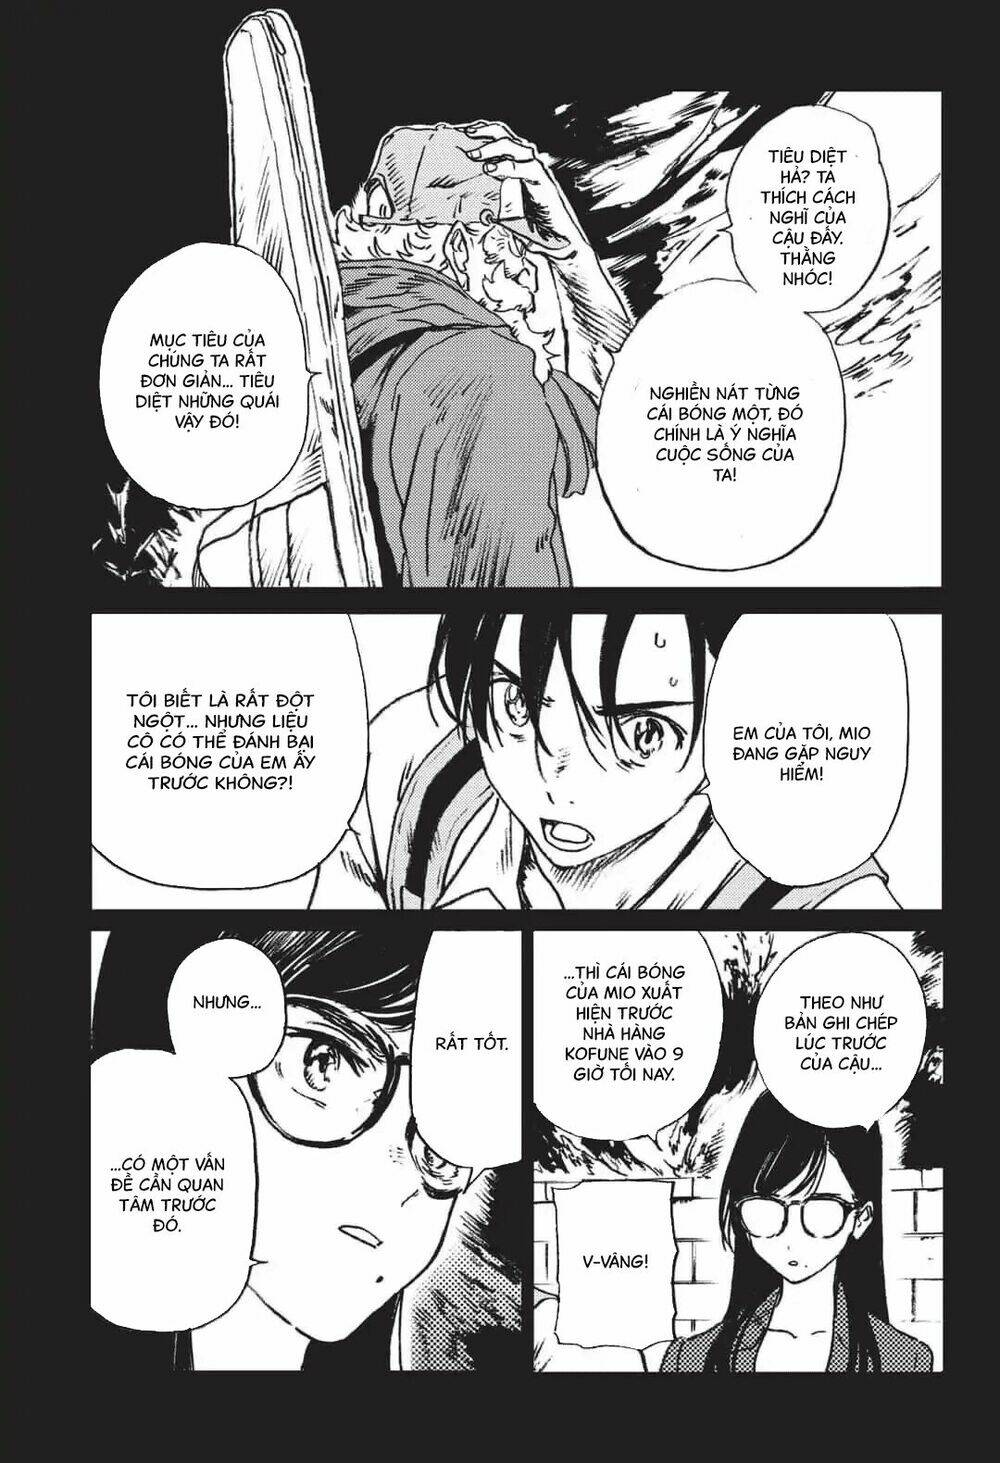 TIÊU DIỆT
HẢ? TA
THÍCH CÁCH
NGHĨ CỦA
CẬU ĐẤY.
THẰNG
NHÓC!
NGHIỀN NÁT TỪNG
CÁI BÓNG MỘT, ĐÓ
CHÍNH LÀ Ý NGHĨA
CUỘC SỐNG CỦA
TA!
MỤC TIÊU CỦA
CHÚNG TA RẤT
ĐƠN GIẢN... TIÊU
DIỆT NHỮNG QUÁI
VẬY ĐÓ!
EM CỦA TÔI, MIO
ĐANG GẶP NGUY
HIỂM!
TÔI BIẾT LÀ RẤT ĐỘT
NGỘT... NHƯNG LIỆU
CÔ CÓ THỂ ĐÁNH BẠI
CÁI BÓNG CỦA EM ẤY
TRƯỚC KHÔNG?!
THEO NHƯ
BẢN GHI CHÉP
LÚC TRƯỚC
CỦA CẬU...
...THÌ CÁI BÓNG
CỦA MIO XUẤT
HIỆN TRƯỚC
NHÀ HÀNG
KOFUNE VÀO 9
GIỜ TỐI NAY.
V-VÂNG!
RẤT TỐT.
NHƯNG...
...CÓ MỘT VẤN
ĐỀ CẦN QUAN
TÂM TRƯỚC
ĐÓ.